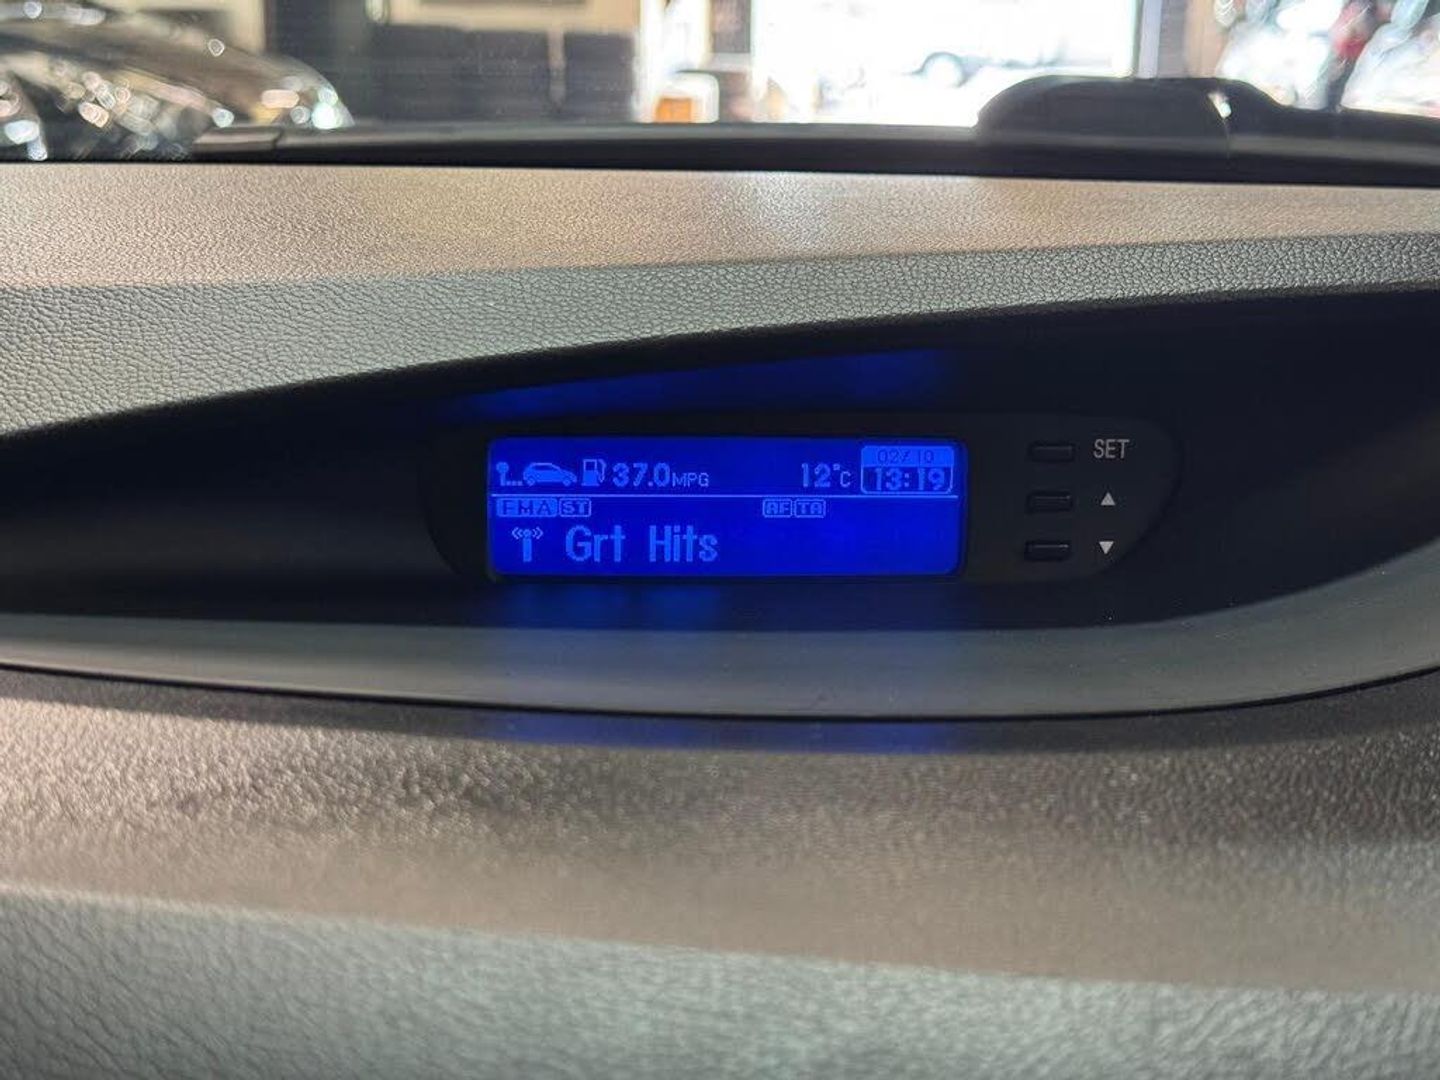 02/10
37.0MPG 12°C 13:19
FMA ST AF TA
Grt Hits
SET
▲
▼